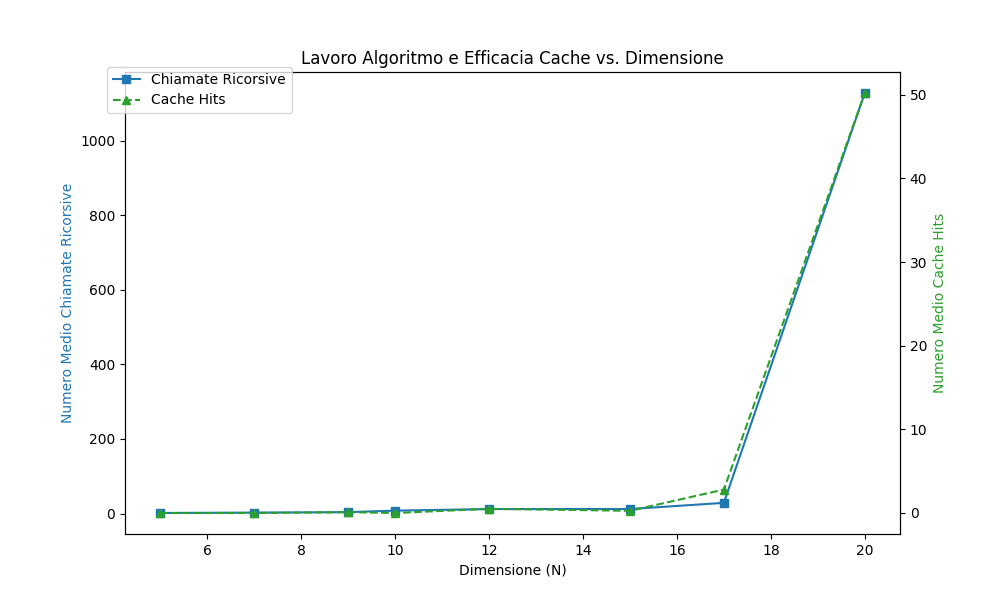 Lavoro Algoritmo e Efficacia Cache vs. Dimensione
Chiamate Ricorsive
Cache Hits
Numero Medio Chiamate Ricorsive
1000
800
600
400
200
0
Numero Medio Cache Hits
50
40
30
20
10
0
6 8 10 12 14 16 18 20
Dimensione (N)